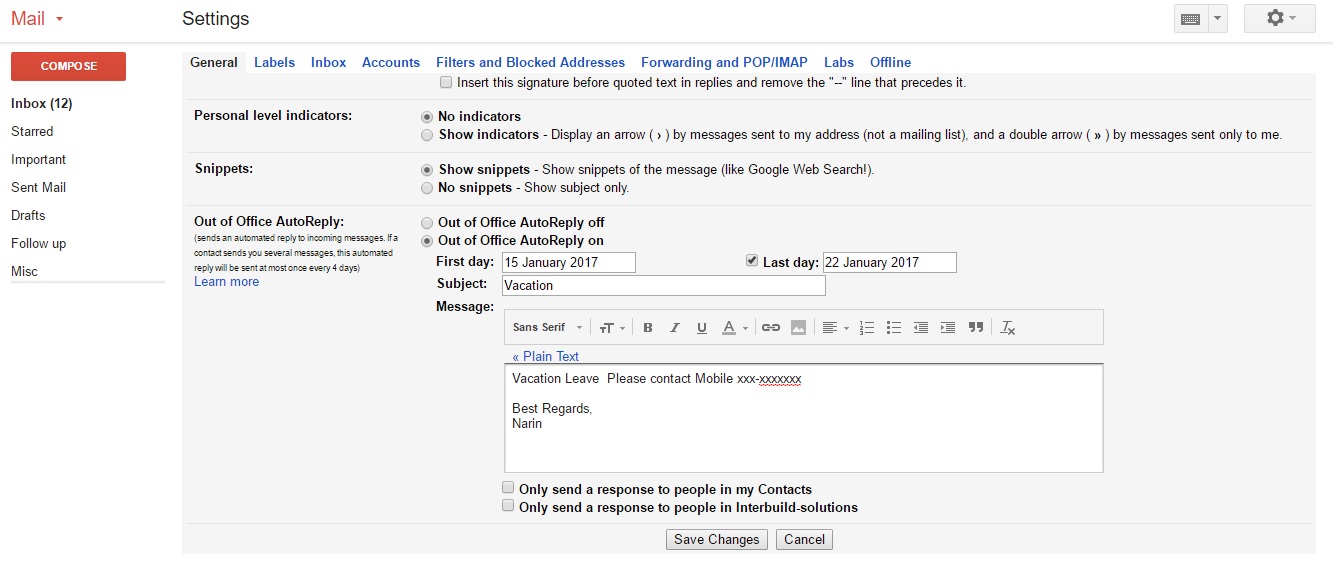 Mail
Settings
COMPOSE
General Labels Inbox Accounts Filters and Blocked Addresses Forwarding and POP/IMAP Labs Offline
Inbox (12)
Starred
Important
Sent Mail
Drafts
Follow up
Misc
Insert this signature before quoted text in replies and remove the "--" line that precedes it.
Personal level indicators:
No indicators
Show indicators - Display an arrow ( › ) by messages sent to my address (not a mailing list), and a double arrow ( » ) by messages sent only to me.
Snippets:
Show snippets - Show snippets of the message (like Google Web Search!).
No snippets - Show subject only.
Out of Office AutoReply:
(sends an automated reply to incoming messages. If a
contact sends you several messages, this automated
reply will be sent at most once every 4 days)
Learn more
Out of Office AutoReply off
Out of Office AutoReply on
First day: 15 January 2017 Last day: 22 January 2017
Subject: Vacation
Message:
Sans Serif
« Plain Text
Vacation Leave  Please contact Mobile xxx-xxxxxxx
Best Regards,
Narin
Only send a response to people in my Contacts
Only send a response to people in Interbuild-solutions
Save Changes Cancel